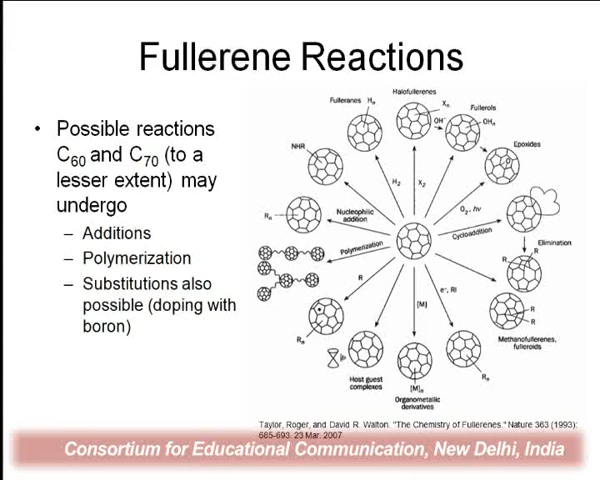 Fullerene Reactions
• Possible reactions
C60 and C70 (to a
lesser extent) may
undergo
– Additions
– Polymerization
– Substitutions also
possible (doping with
boron)
Halofullerenes
Fulleranes Hn
Xn
Fullerols
OH-
OHn
NHR
Epoxides
O
H2
X2
O2, hv
Rn
Nucleophilic
addition
Cycloaddition
Polymerization
Elimination
R
R
R
[M]
e-, RI
R
R
Methanofullerenes,
fulleroids
Rn
Rn
Host guest
complexes
[M]n
Organometallic
derivatives
Taylor, Roger, and David R. Walton. "The Chemistry of Fullerenes." Nature 363 (1993):
685-693. 23 Mar. 2007
Consortium for Educational Communication, New Delhi, India